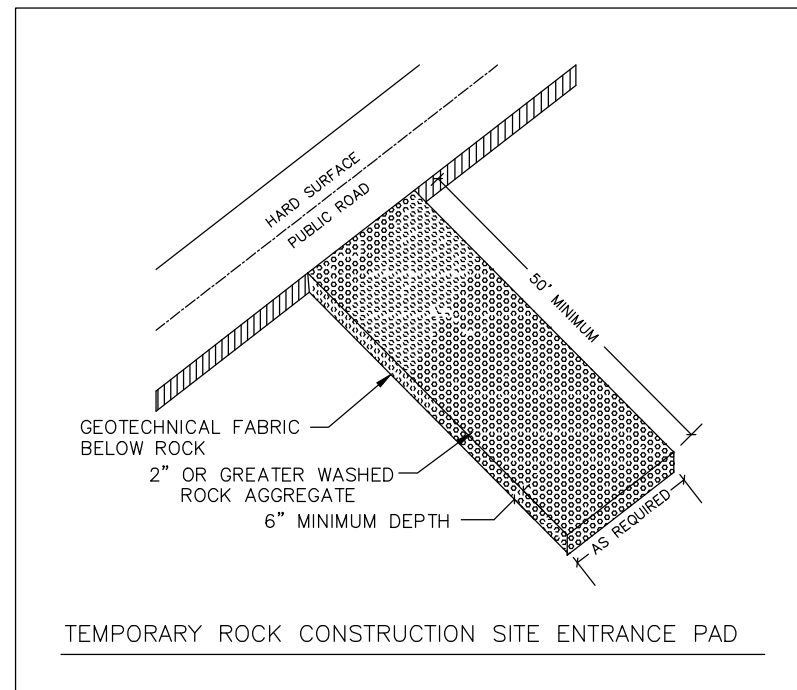 HARD SURFACE
PUBLIC ROAD
50' MINIMUM
GEOTECHNICAL FABRIC
BELOW ROCK
2" OR GREATER WASHED
ROCK AGGREGATE
6" MINIMUM DEPTH
AS REQUIRED
TEMPORARY ROCK CONSTRUCTION SITE ENTRANCE PAD